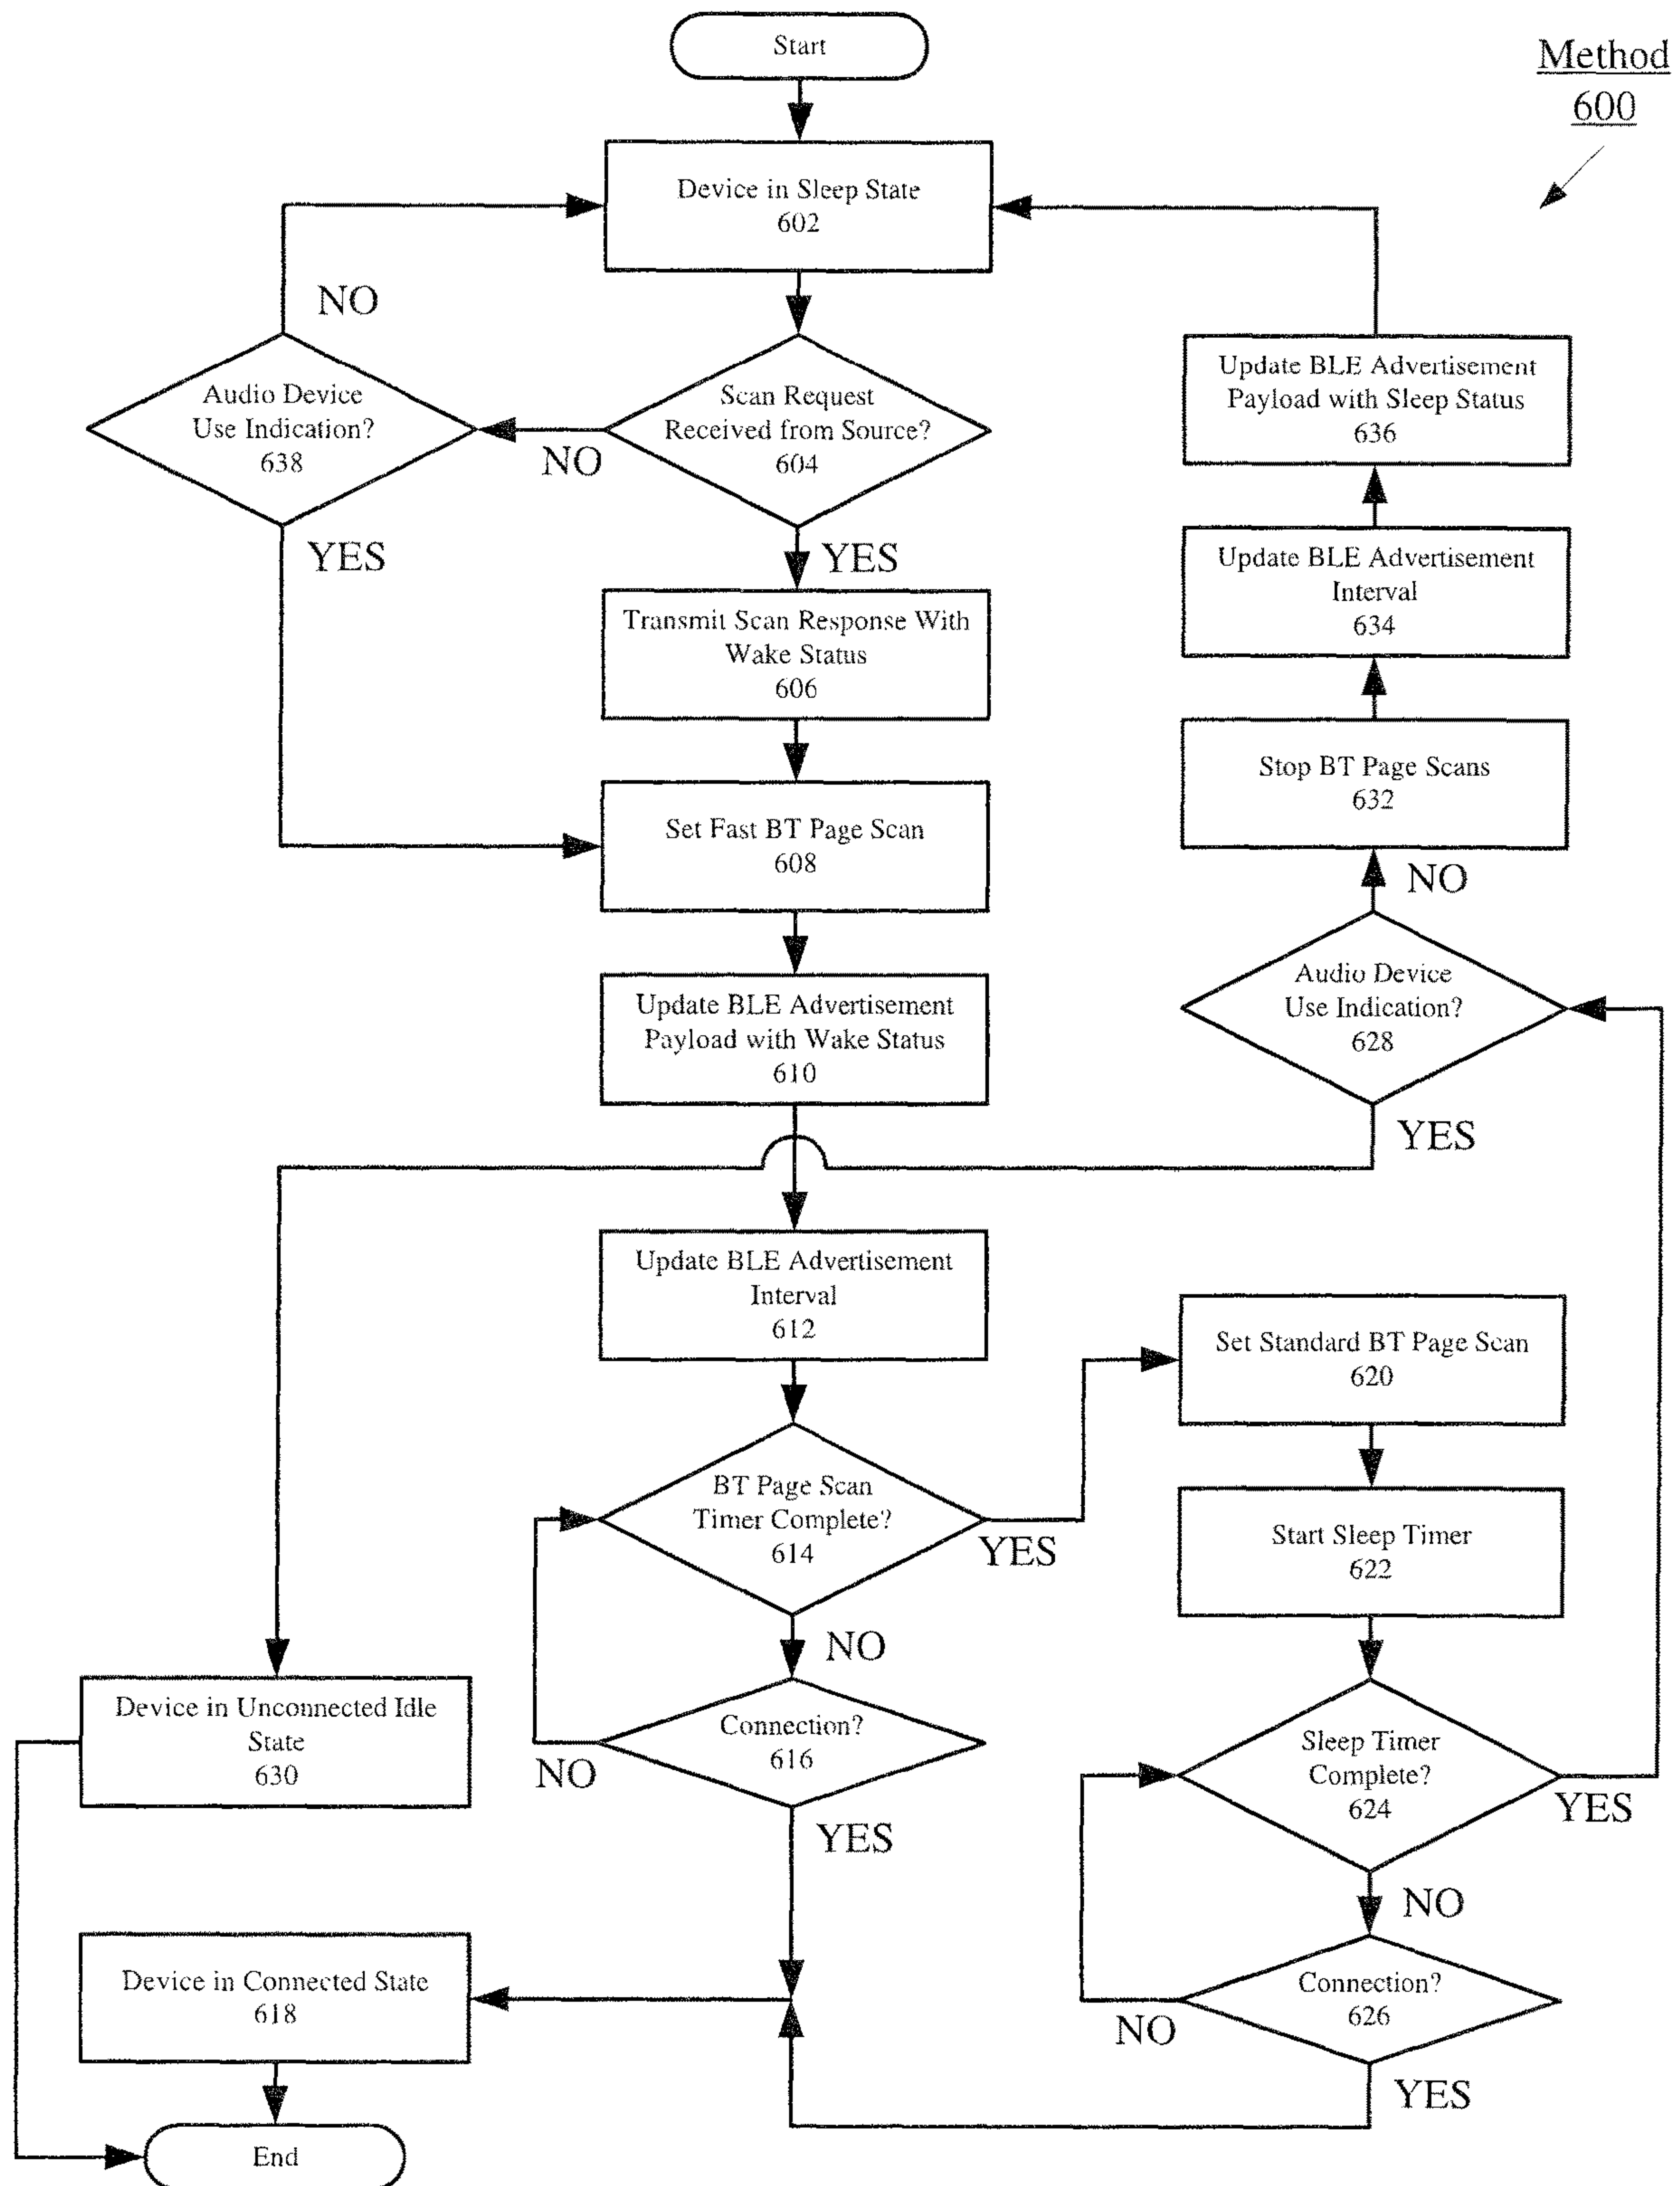 Start
Method
600
Device in Sleep State
602
NO
Audio Device
Use Indication?
638
NO
Scan Request
Received from Source?
604
Update BLE Advertisement
Payload with Sleep Status
636
YES
YES
Update BLE Advertisement
Interval
634
Transmit Scan Response With
Wake Status
606
Stop BT Page Scans
632
Set Fast BT Page Scan
608
NO
Audio Device
Use Indication?
628
Update BLE Advertisement
Payload with Wake Status
610
YES
Update BLE Advertisement
Interval
612
Set Standard BT Page Scan
620
BT Page Scan
Timer Complete?
614
YES
Start Sleep Timer
622
NO
Device in Unconnected Idle
State
630
Connection?
616
NO
Sleep Timer
Complete?
624
YES
YES
NO
Device in Connected State
618
Connection?
626
NO
YES
End